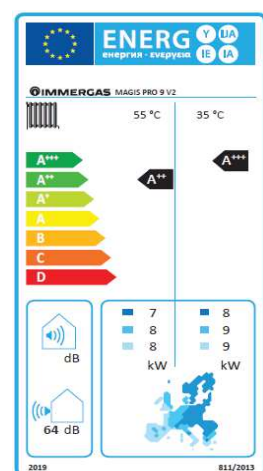 ENERG Y IJA
енергия · ενεργεια IE IA
IMMERGAS MAGIS PRO 9 V2
55 °C 35 °C
A+++ A+++
A++ A++
A+
A
B
C
D
7 8
8 9
dB 8 9
kW kW
64 dB
2019 811/2013